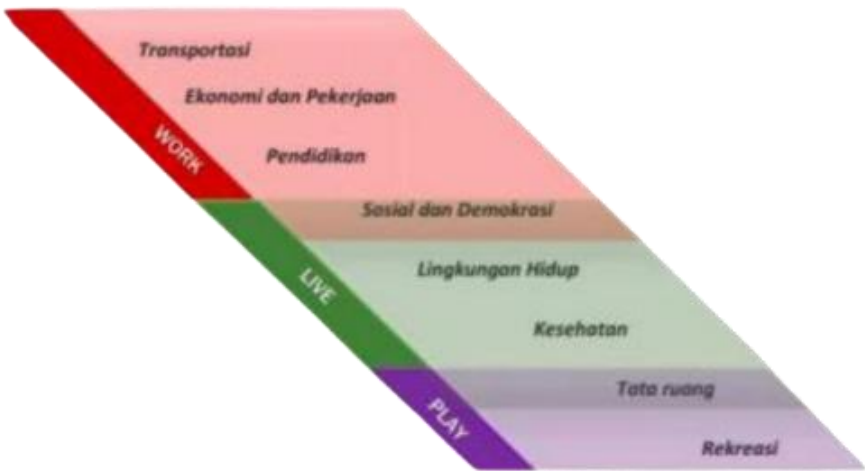 Transportasi
Ekonomi dan Pekerjaan
WORK
Pendidikan
Sosial dan Demokrasi
Lingkungan Hidup
LIVE
Kesehatan
Tata ruang
PLAY
Rekreasi